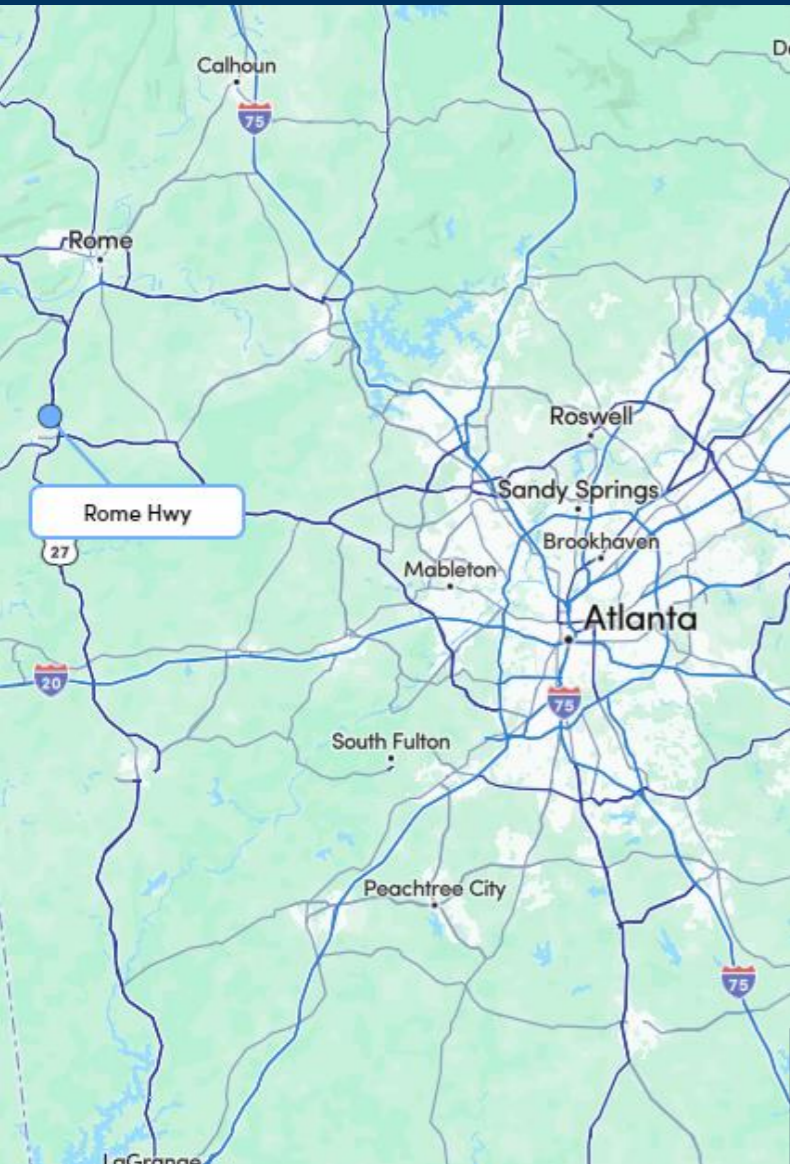 Calhoun
75
Rome
Roswell
Sandy Springs
Rome Hwy
Brookhaven
27
Mableton
Atlanta
20
75
South Fulton
Peachtree City
75
LaGrange